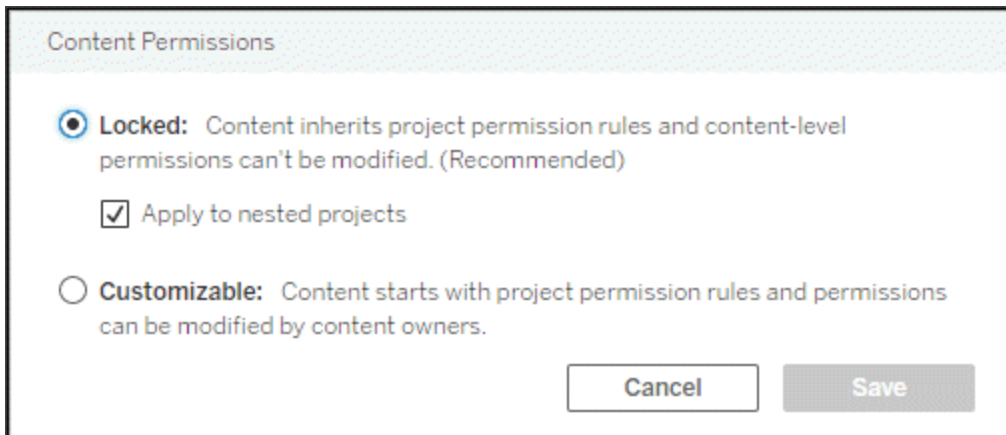 Content Permissions
Locked: Content inherits project permission rules and content-level
permissions can't be modified. (Recommended)
Apply to nested projects
Customizable: Content starts with project permission rules and permissions
can be modified by content owners.
Cancel Save